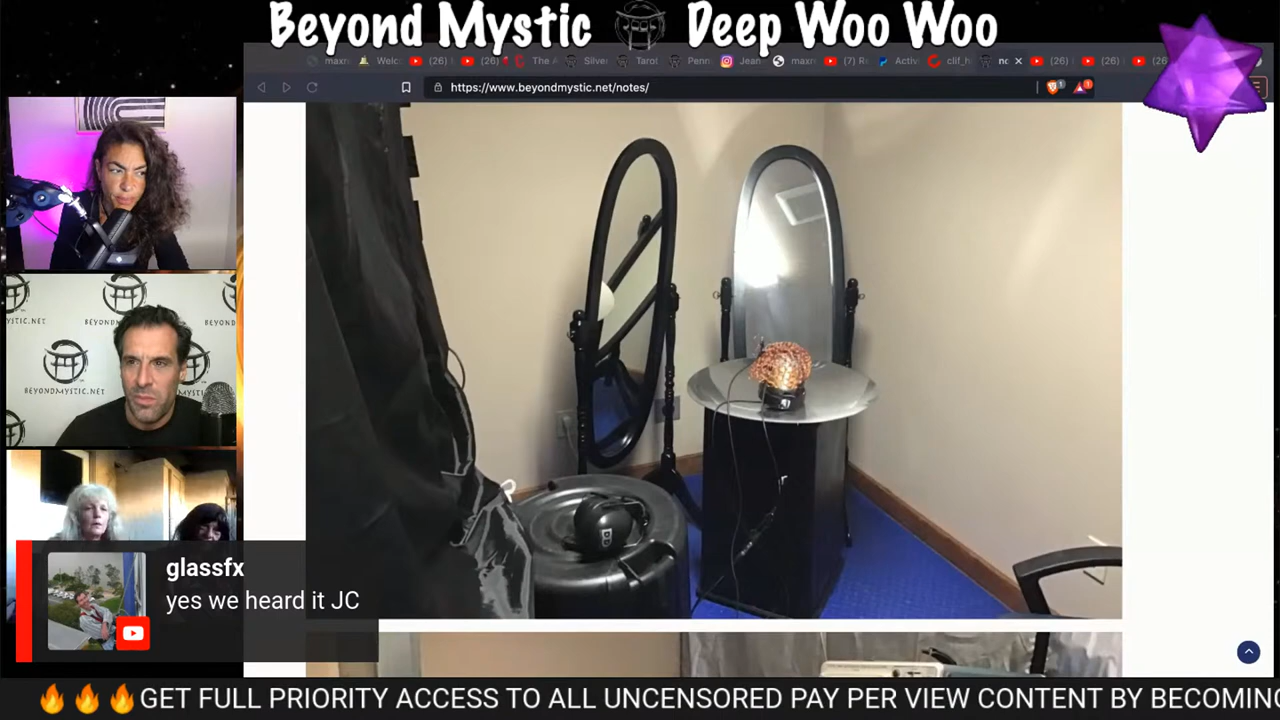 Beyond Mystic Deep Woo Woo
https://www.beyondmystic.net/notes/
BEYONDMYSTIC.NET
glassfx
yes we heard it JC
🔥🔥🔥GET FULL PRIORITY ACCESS TO ALL UNCENSORED PAY PER VIEW CONTENT BY BECOMING